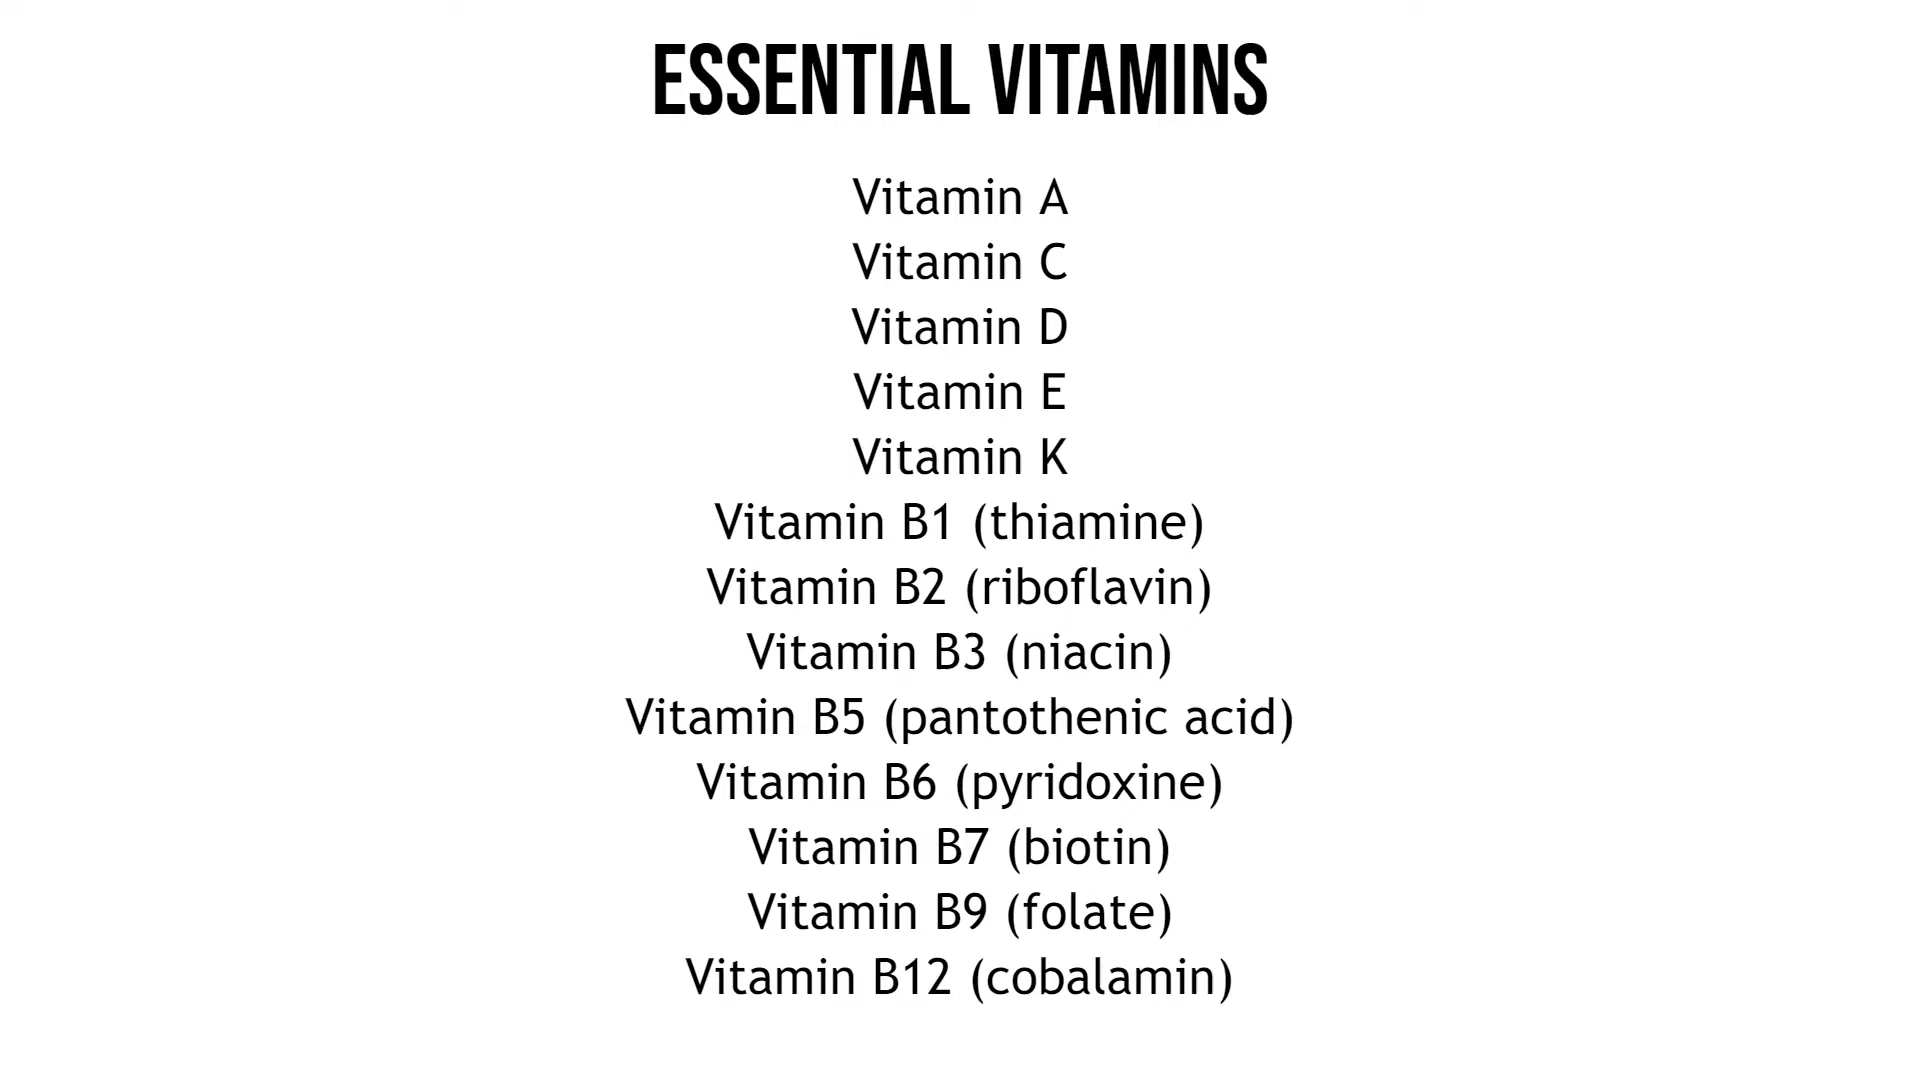 ESSENTIAL VITAMINS
Vitamin A
Vitamin C
Vitamin D
Vitamin E
Vitamin K
Vitamin B1 (thiamine)
Vitamin B2 (riboflavin)
Vitamin B3 (niacin)
Vitamin B5 (pantothenic acid)
Vitamin B6 (pyridoxine)
Vitamin B7 (biotin)
Vitamin B9 (folate)
Vitamin B12 (cobalamin)